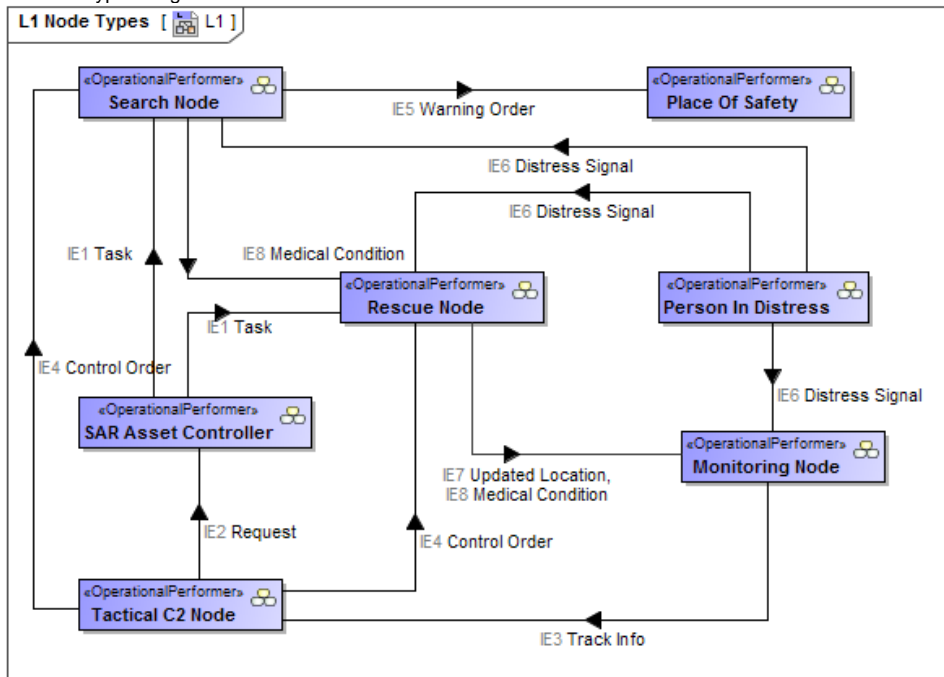 L1 Node Types [ L1 ]
«OperationalPerformer»
Search Node
«OperationalPerformer»
Place Of Safety
IE5 Warning Order
IE6 Distress Signal
IE6 Distress Signal
IE1 Task
IE8 Medical Condition
«OperationalPerformer»
Rescue Node
«OperationalPerformer»
Person In Distress
IE1 Task
IE4 Control Order
IE6 Distress Signal
«OperationalPerformer»
SAR Asset Controller
«OperationalPerformer»
Monitoring Node
IE7 Updated Location,
IE8 Medical Condition
IE2 Request
IE4 Control Order
«OperationalPerformer»
Tactical C2 Node
IE3 Track Info